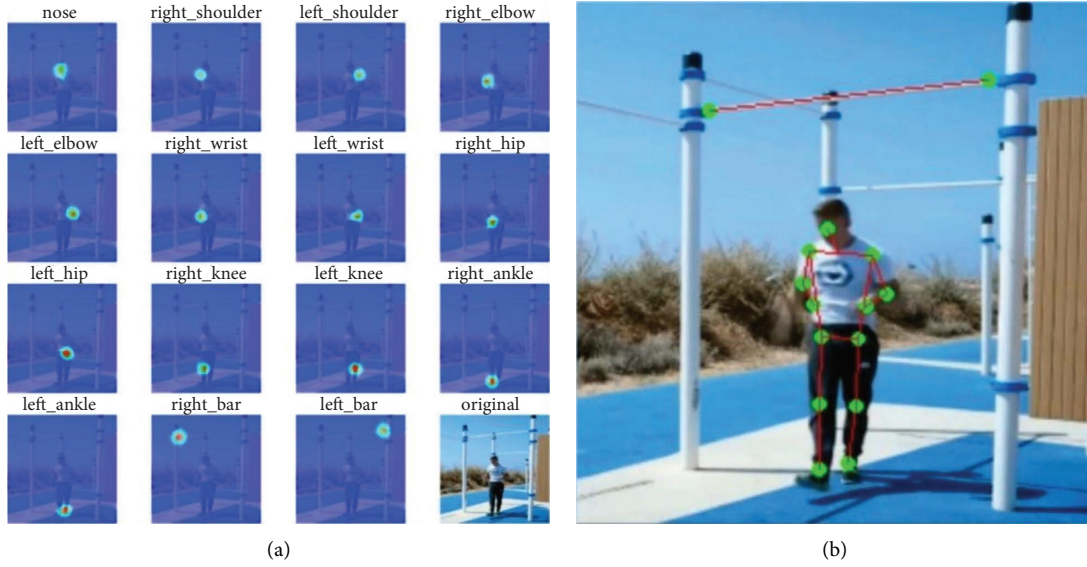 nose right_shoulder left_shoulder right_elbow
left_elbow right_wrist left_wrist right_hip
left_hip right_knee left_knee right_ankle
left_ankle right_bar left_bar original
(a) (b)